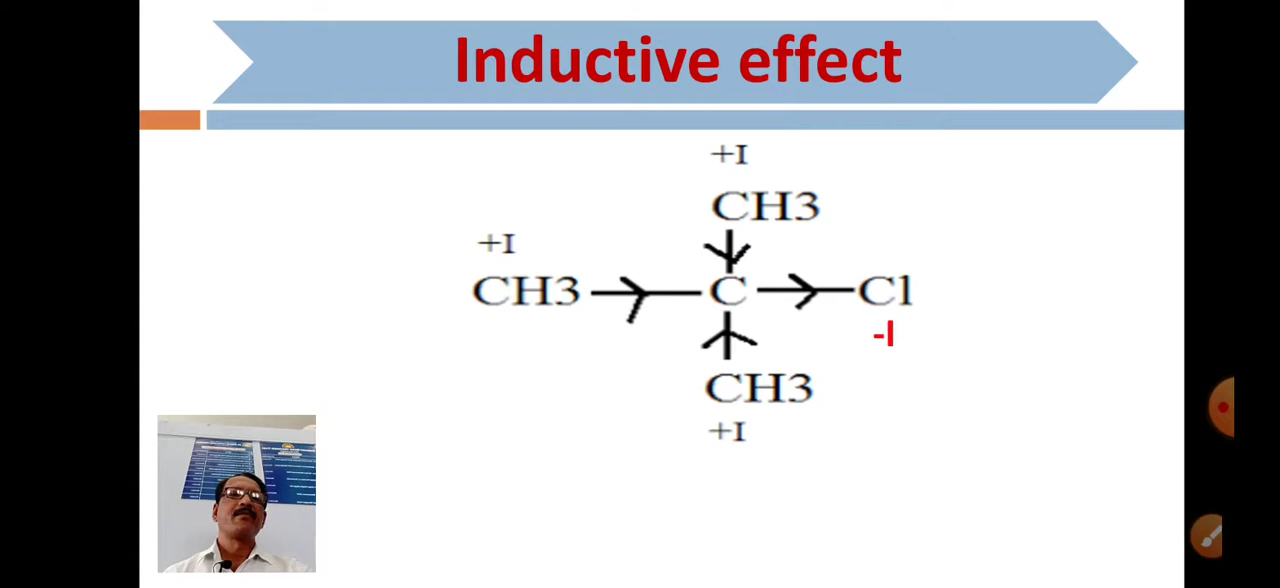 Inductive effect
+I
CH3
+I
CH3 C Cl
-I
CH3
+I